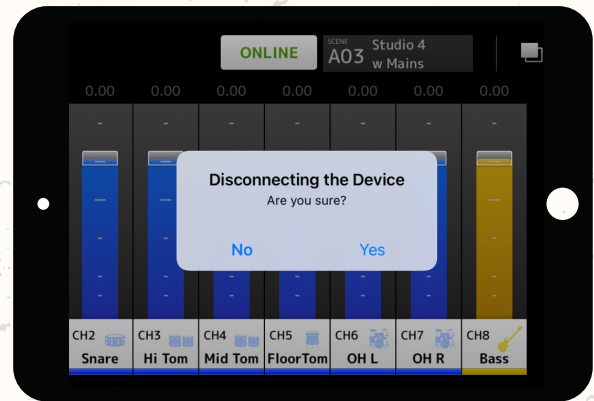 ONLINE
SCENE
A03
Studio 4
w Mains
0.00 0.00 0.00 0.00 0.00 0.00 0.00
Disconnecting the Device
Are you sure?
No Yes
CH2 CH3 CH4 CH5 CH6 CH7 CH8
Snare Hi Tom Mid Tom FloorTom OH L OH R Bass